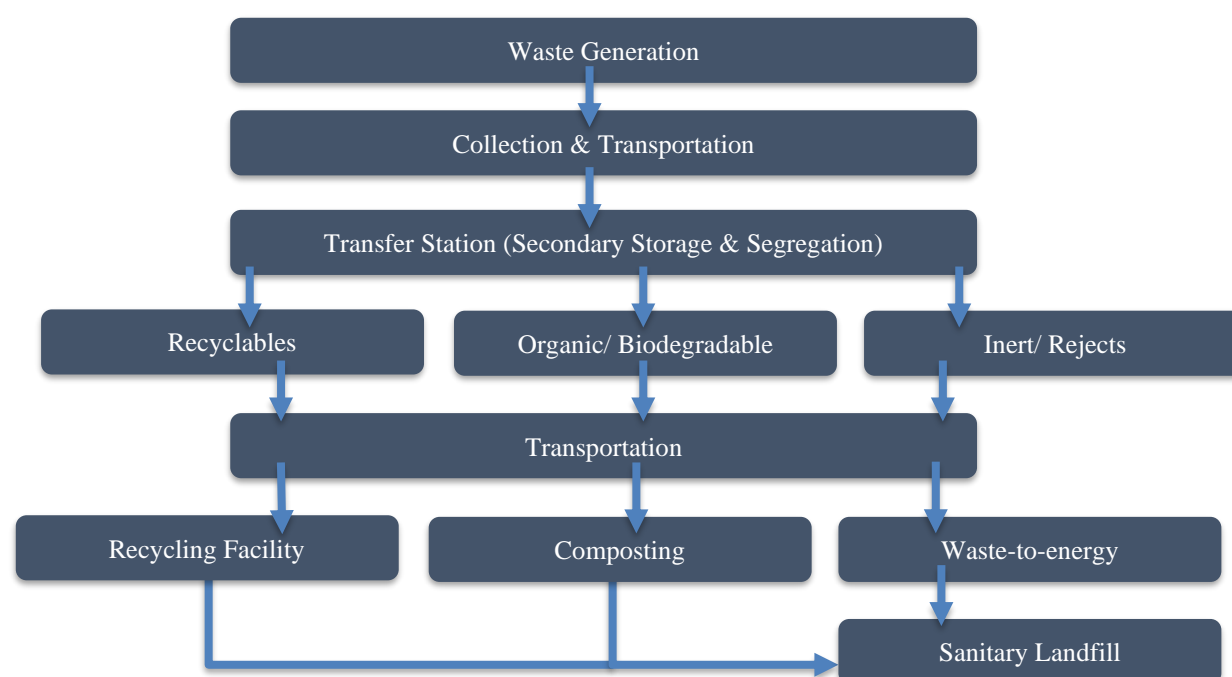 Waste Generation
Collection & Transportation
Transfer Station (Secondary Storage & Segregation)
Recyclables
Organic/ Biodegradable
Inert/ Rejects
Transportation
Recycling Facility
Composting
Waste-to-energy
Sanitary Landfill